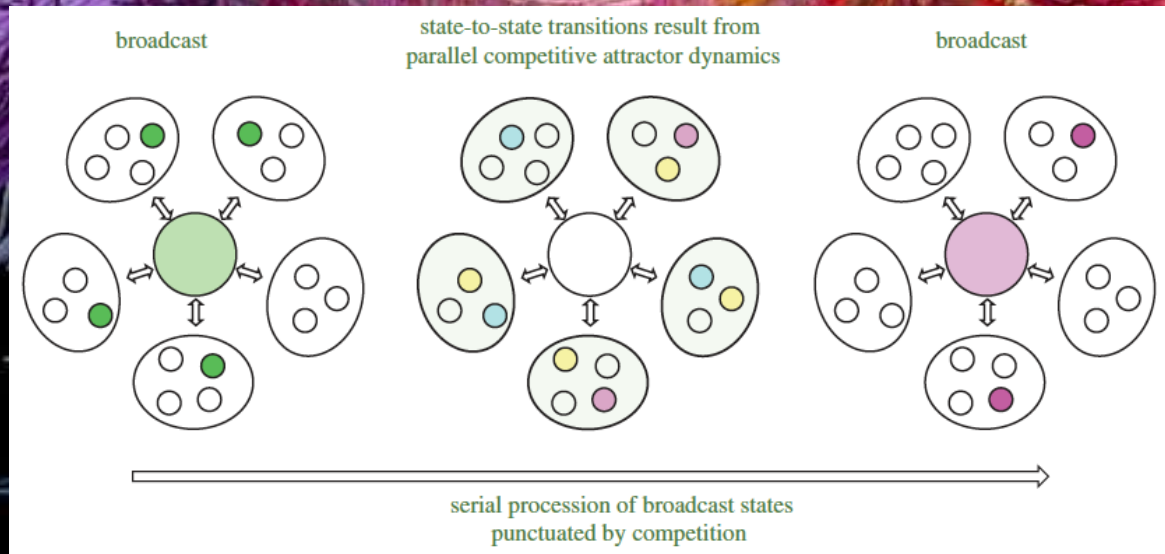 broadcast
state-to-state transitions result from
parallel competitive attractor dynamics
broadcast
serial procession of broadcast states
punctuated by competition